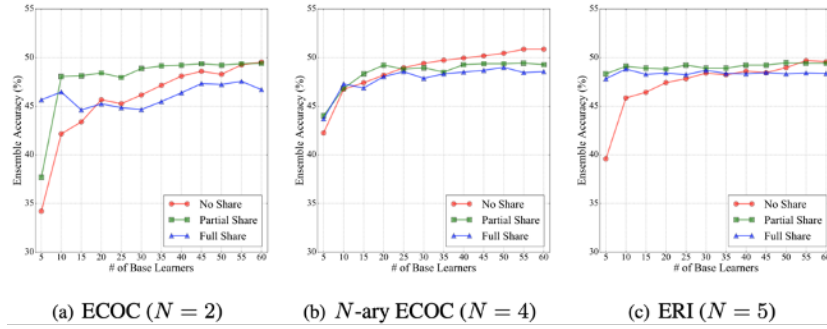 55
50
45
40
35
30
Ensemble Accuracy (%)
No Share
Partial Share
Full Share
5 10 15 20 25 30 35 40 45 50 55 60
# of Base Learners
(a) ECOC (N = 2)
55
50
45
40
35
30
Ensemble Accuracy (%)
No Share
Partial Share
Full Share
5 10 15 20 25 30 35 40 45 50 55 60
# of Base Learners
(b) N-ary ECOC (N = 4)
55
50
45
40
35
30
Ensemble Accuracy (%)
No Share
Partial Share
Full Share
5 10 15 20 25 30 35 40 45 50 55 60
# of Base Learners
(c) ERI (N = 5)